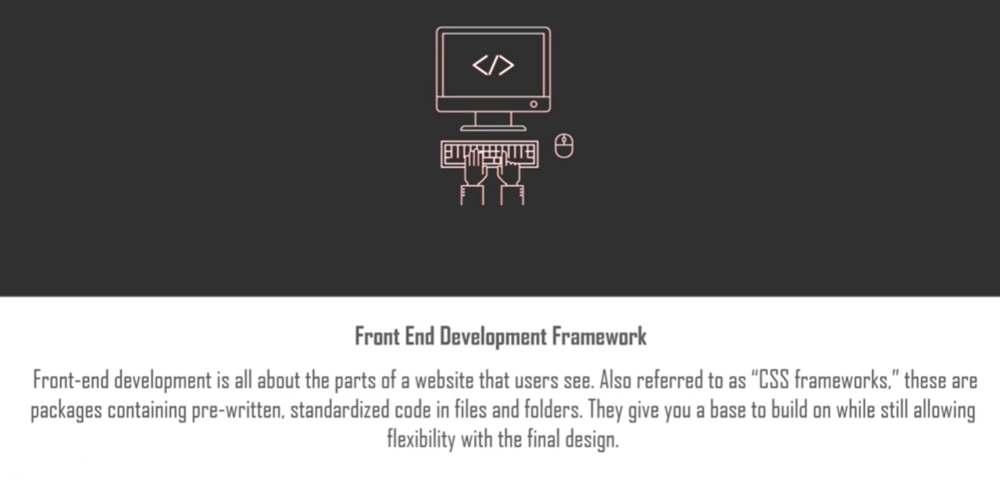 </>
Front End Development Framework
Front-end development is all about the parts of a website that users see. Also referred to as “CSS frameworks,” these are
packages containing pre-written, standardized code in files and folders. They give you a base to build on while still allowing
flexibility with the final design.